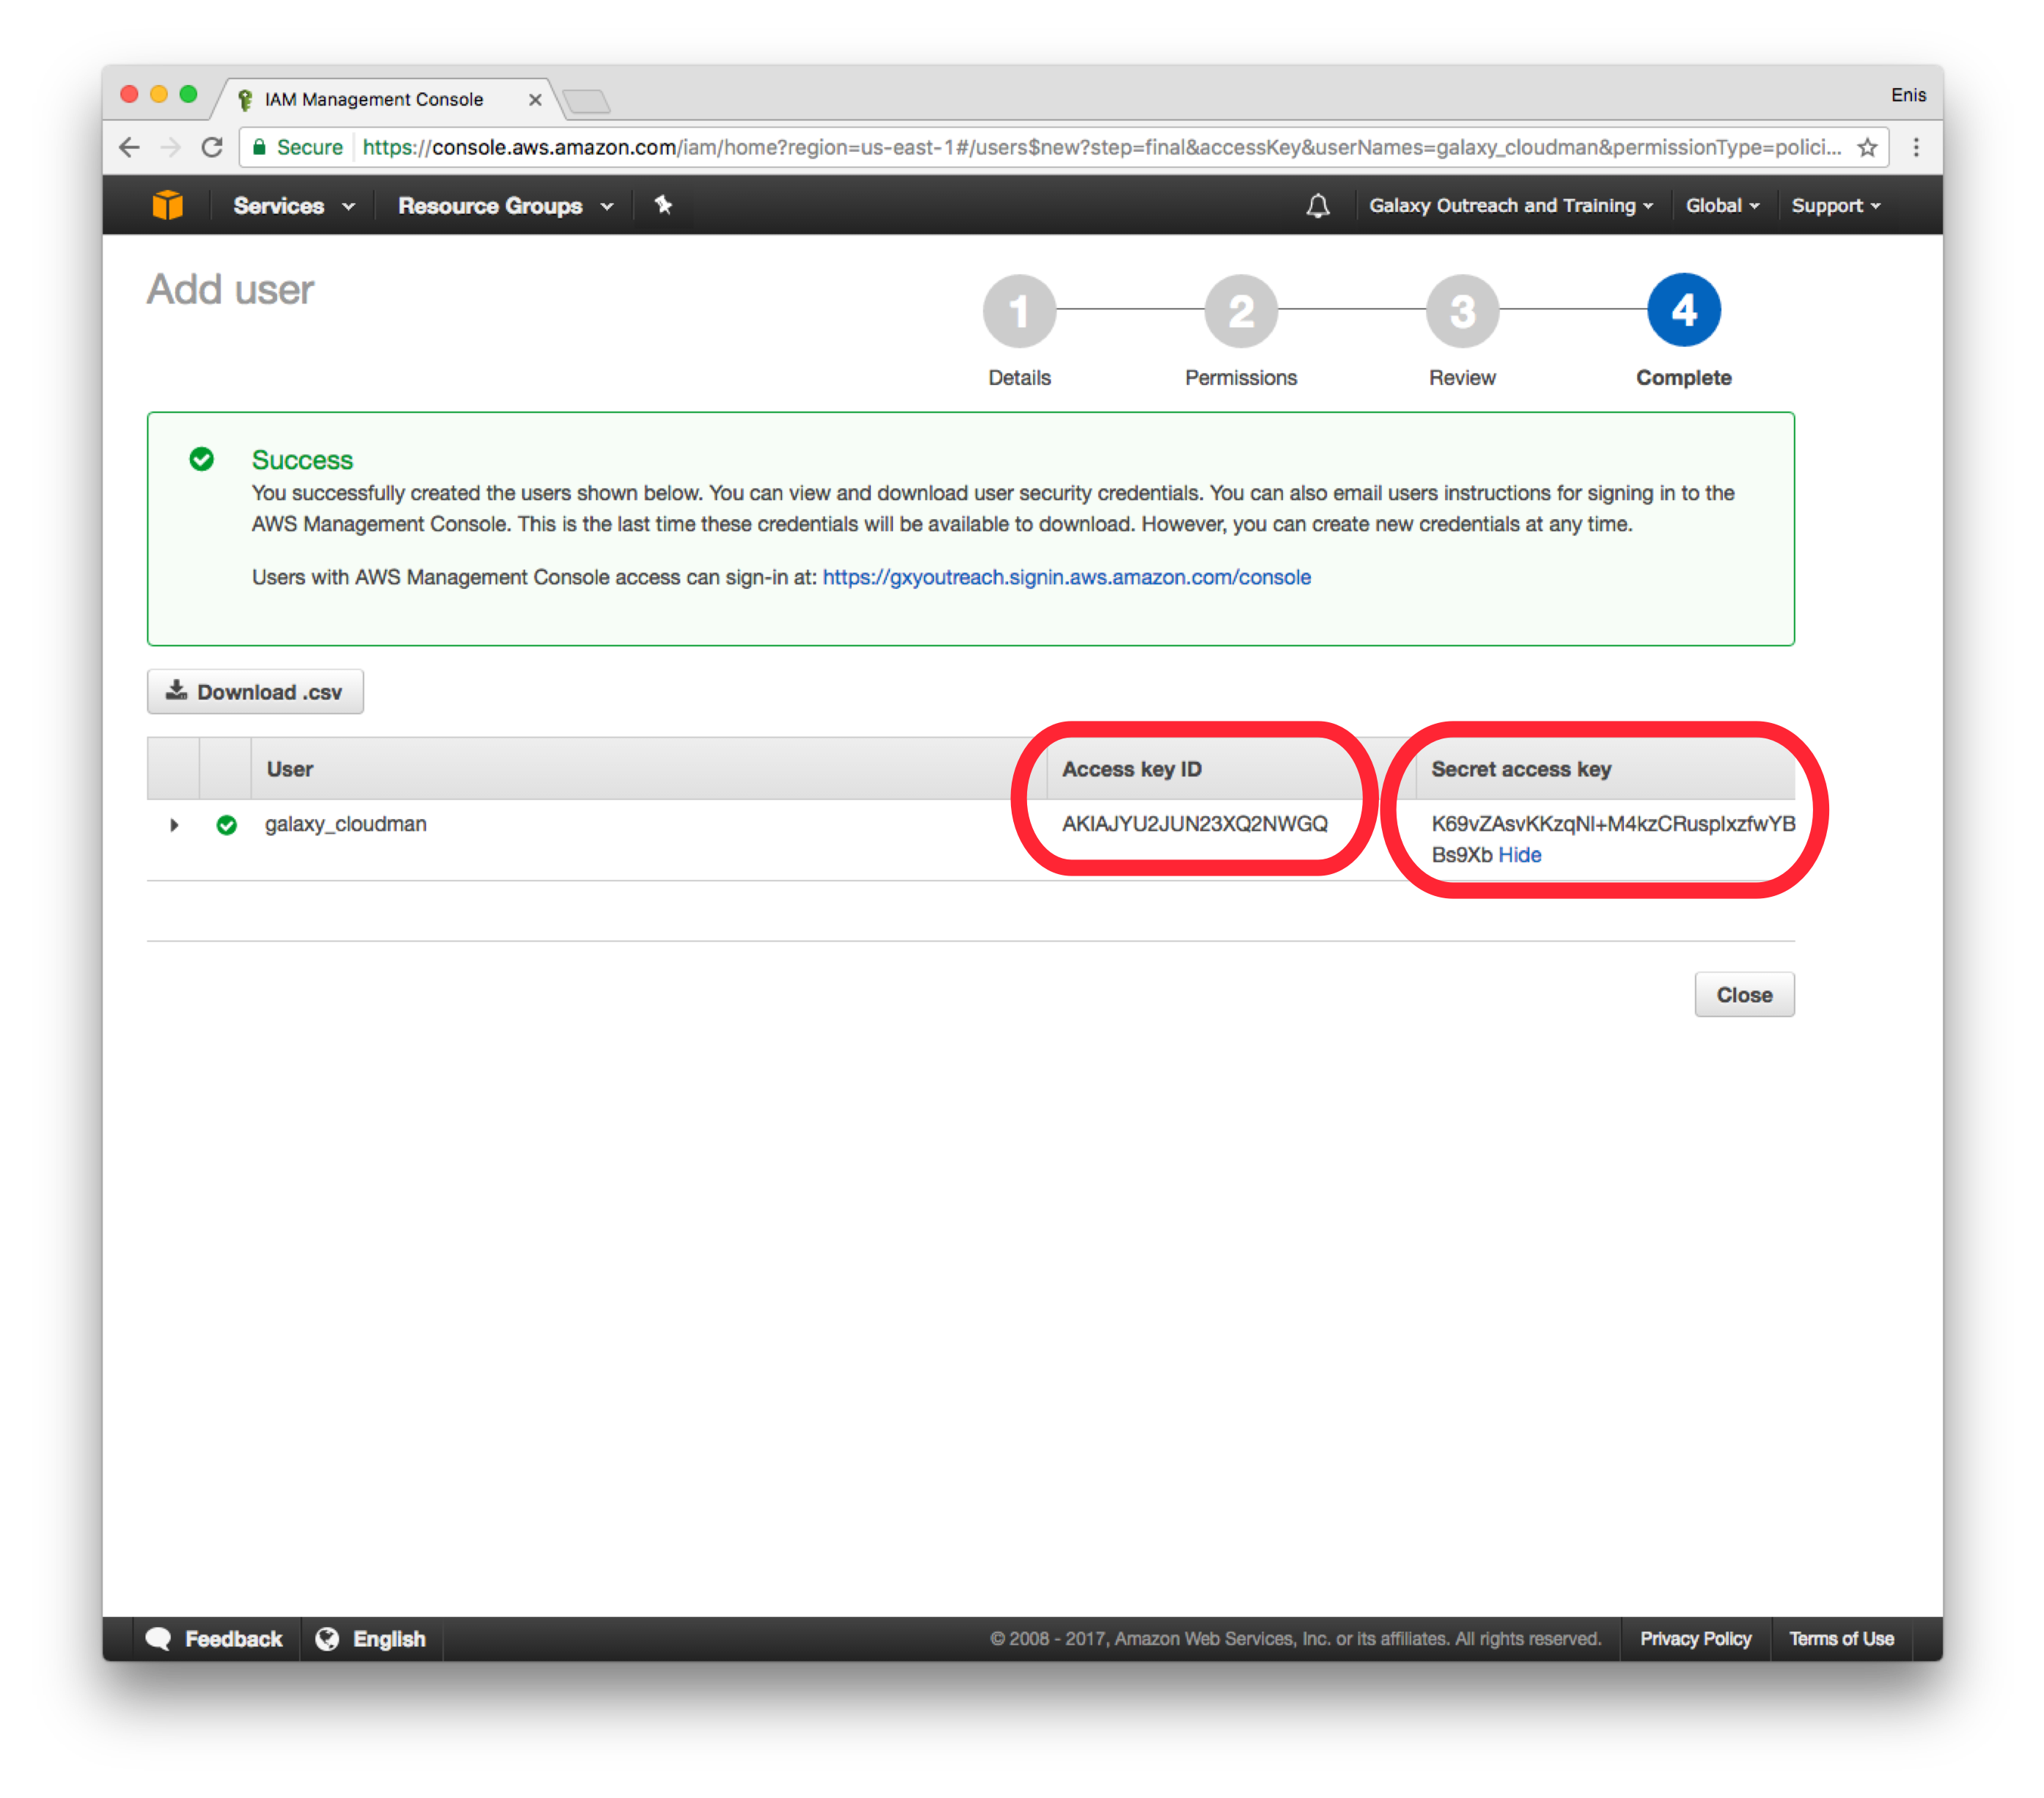 IAM Management Console
Enis
Secure https://console.aws.amazon.com/iam/home?region=us-east-1#/users$new?step=final&accessKey&userNames=galaxy_cloudman&permissionType=polici...
Services Resource Groups Galaxy Outreach and Training Global Support
Add user
1 2 3 4
Details Permissions Review Complete
Success
You successfully created the users shown below. You can view and download user security credentials. You can also email users instructions for signing in to the
AWS Management Console. This is the last time these credentials will be available to download. However, you can create new credentials at any time.
Users with AWS Management Console access can sign-in at: https://gxyoutreach.signin.aws.amazon.com/console
Download .csv
User Access key ID Secret access key
galaxy_cloudman AKIAJYU2JUN23XQ2NWGQ
Bs9Xb Hide
Close
Feedback English © 2008 - 2017, Amazon Web Services, Inc. or its affiliates. All rights reserved. Privacy Policy Terms of Use